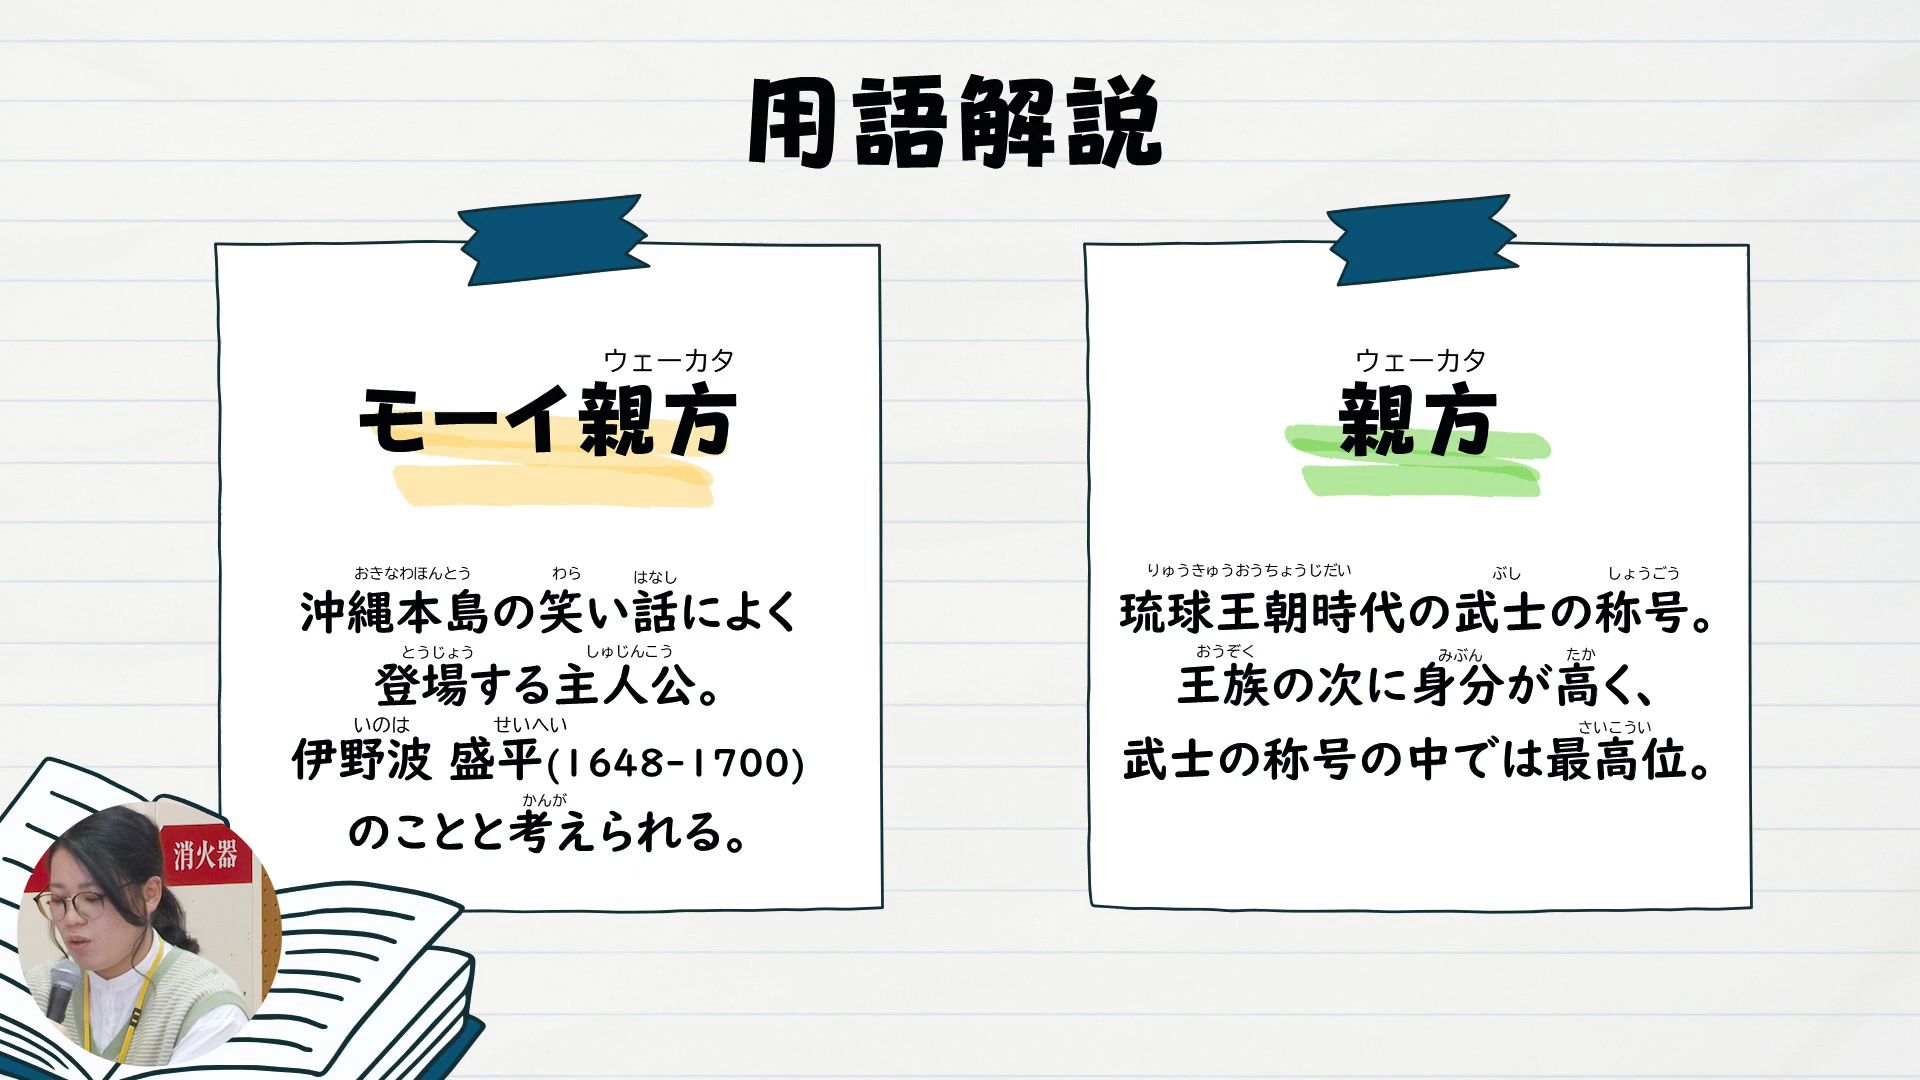 用語解説
ウェーカタ
モーイ親方
おきなわほんとう わら はなし
沖縄本島の笑い話によく
とうじょう しゅじんこう
登場する主人公。
いのは せいへい
伊野波 盛平(1648-1700)
かんが
のことと考えられる。
ウェーカタ
親方
りゅうきゅうおうちょうじだい ぶし しょうごう
琉球王朝時代の武士の称号。
おうぞく みぶん たか
王族の次に身分が高く、
さいこうい
武士の称号の中では最高位。
消火器